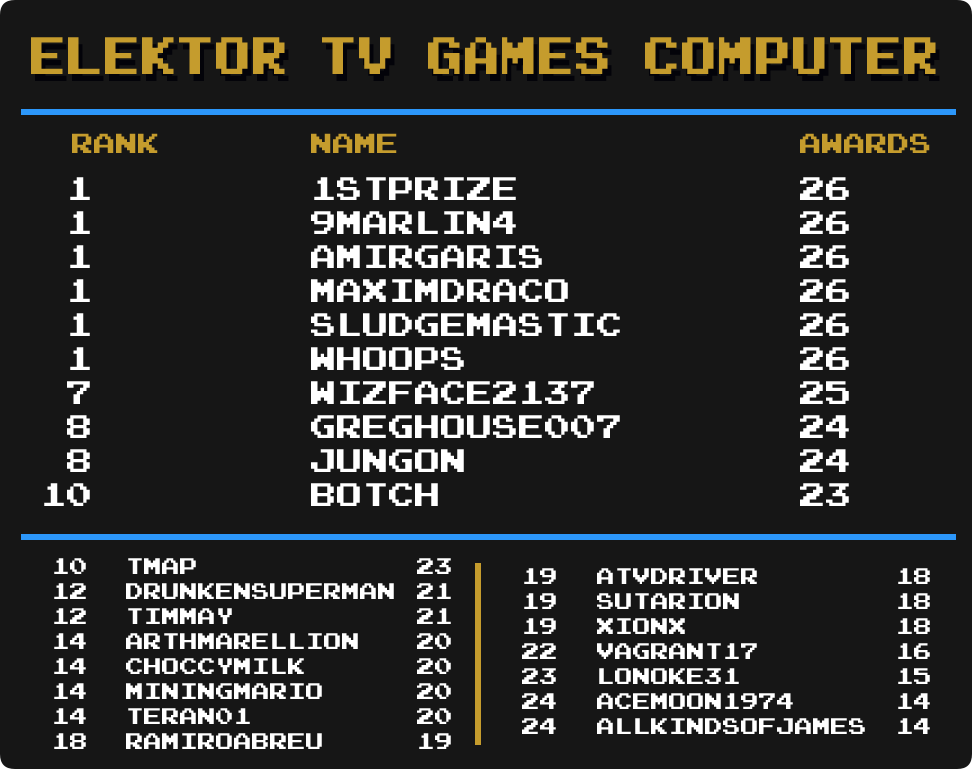 ELEKTOR TV GAMES COMPUTER
RANK NAME AWARDS
1 1STPRIZE 26
1 9MARLIN4 26
1 AMIRGARIS 26
1 MAXIMDRACO 26
1 SLUDGEMASTIC 26
1 WHOOPS 26
7 WIZFACE2137 25
8 GREGHOUSE007 24
8 JUNGON 24
10 BOTCH 23
10 TMAP 23
12 DRUNKENSUPERMAN 21
12 TIMMAY 21
14 ARTHMARELLION 20
14 CHOCCYMILK 20
14 MININGMARIO 20
14 TERAN01 20
18 RAMIROABREU 19
19 ATVDRIVER 18
19 SUTARION 18
19 XIONX 18
22 VAGRANT17 16
23 LONOKE31 15
24 ACEMOON1974 14
24 ALLKINDSOFJAMES 14